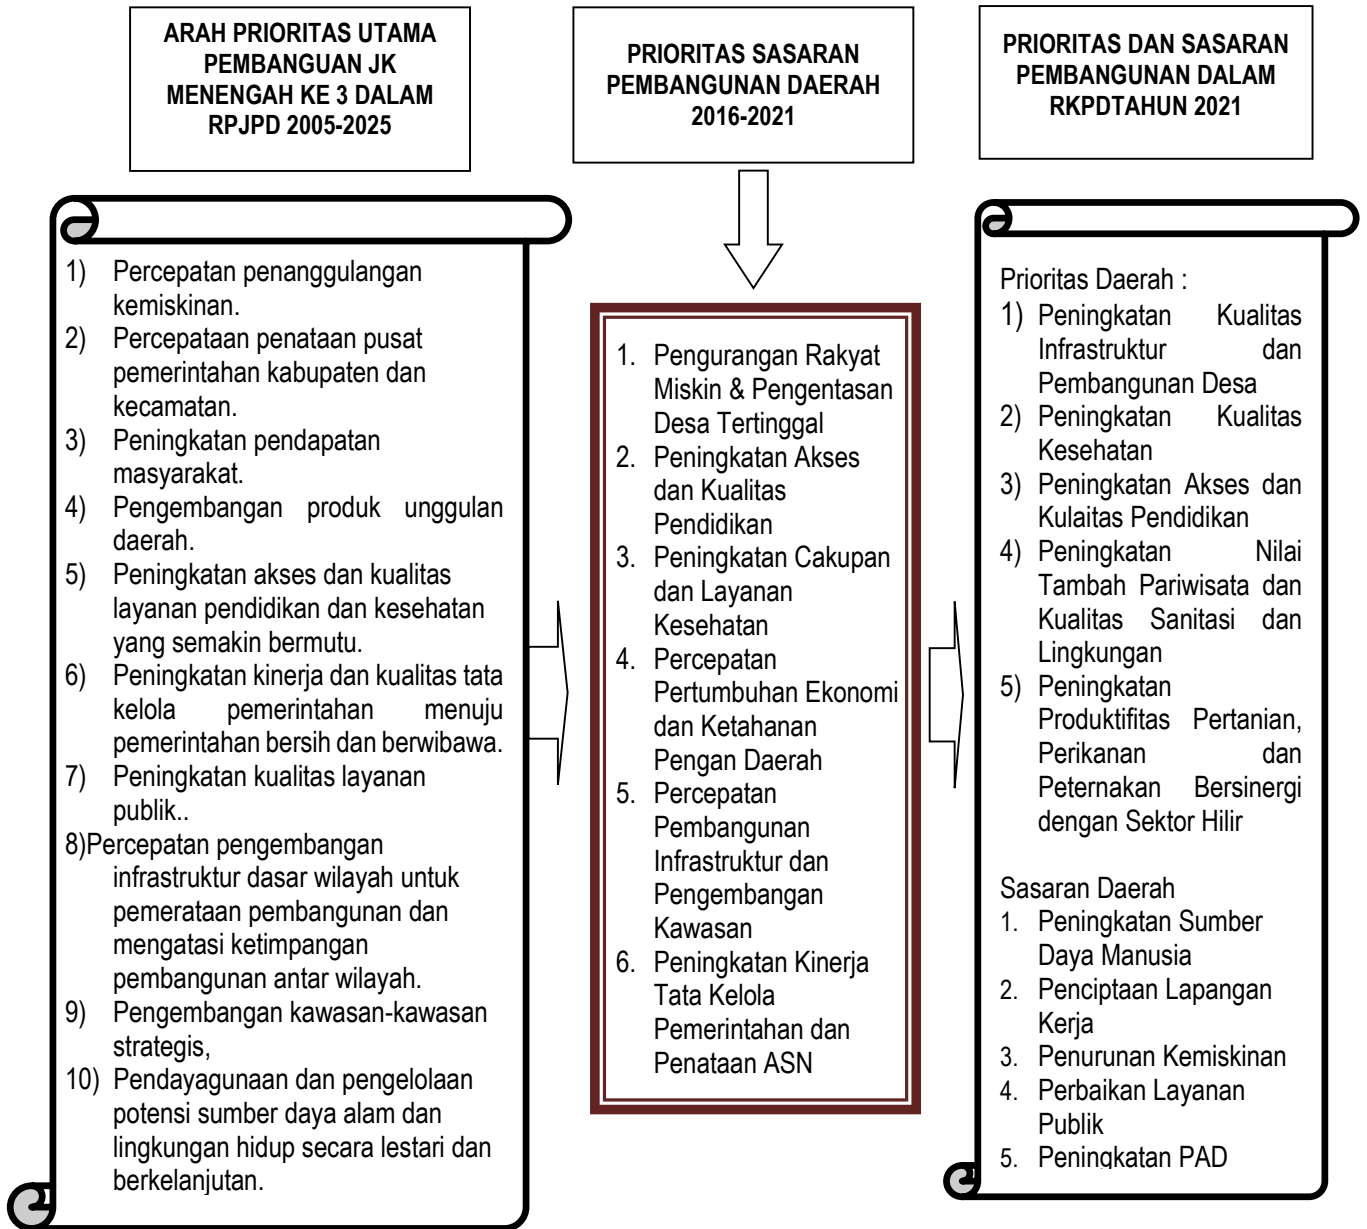 ARAH PRIORITAS UTAMA
PEMBANGUAN JK
MENENGAH KE 3 DALAM
RPJPD 2005-2025
PRIORITAS SASARAN
PEMBANGUNAN DAERAH
2016-2021
PRIORITAS DAN SASARAN
PEMBANGUNAN DALAM
RKPDTAHUN 2021
1) Percepatan penanggulangan
kemiskinan.
2) Percepataan penataan pusat
pemerintahan kabupaten dan
kecamatan.
3) Peningkatan pendapatan
masyarakat.
4) Pengembangan produk unggulan
daerah.
5) Peningkatan akses dan kualitas
layanan pendidikan dan kesehatan
yang semakin bermutu.
6) Peningkatan kinerja dan kualitas tata
kelola pemerintahan menuju
pemerintahan bersih dan berwibawa.
7) Peningkatan kualitas layanan
publik..
8)Percepatan pengembangan
infrastruktur dasar wilayah untuk
pemerataan pembangunan dan
mengatasi ketimpangan
pembangunan antar wilayah.
9) Pengembangan kawasan-kawasan
strategis,
10) Pendayagunaan dan pengelolaan
potensi sumber daya alam dan
lingkungan hidup secara lestari dan
berkelanjutan.
1. Pengurangan Rakyat
Miskin & Pengentasan
Desa Tertinggal
2. Peningkatan Akses
dan Kualitas
Pendidikan
3. Peningkatan Cakupan
dan Layanan
Kesehatan
4. Percepatan
Pertumbuhan Ekonomi
dan Ketahanan
Pengan Daerah
5. Percepatan
Pembangunan
Infrastruktur dan
Pengembangan
Kawasan
6. Peningkatan Kinerja
Tata Kelola
Pemerintahan dan
Penataan ASN
Prioritas Daerah :
1) Peningkatan Kualitas
Infrastruktur dan
Pembangunan Desa
2) Peningkatan Kualitas
Kesehatan
3) Peningkatan Akses dan
Kulaitas Pendidikan
4) Peningkatan Nilai
Tambah Pariwisata dan
Kualitas Sanitasi dan
Lingkungan
5) Peningkatan
Produktifitas Pertanian,
Perikanan dan
Peternakan Bersinergi
dengan Sektor Hilir
Sasaran Daerah
1. Peningkatan Sumber
Daya Manusia
2. Penciptaan Lapangan
Kerja
3. Penurunan Kemiskinan
4. Perbaikan Layanan
Publik
5. Peningkatan PAD